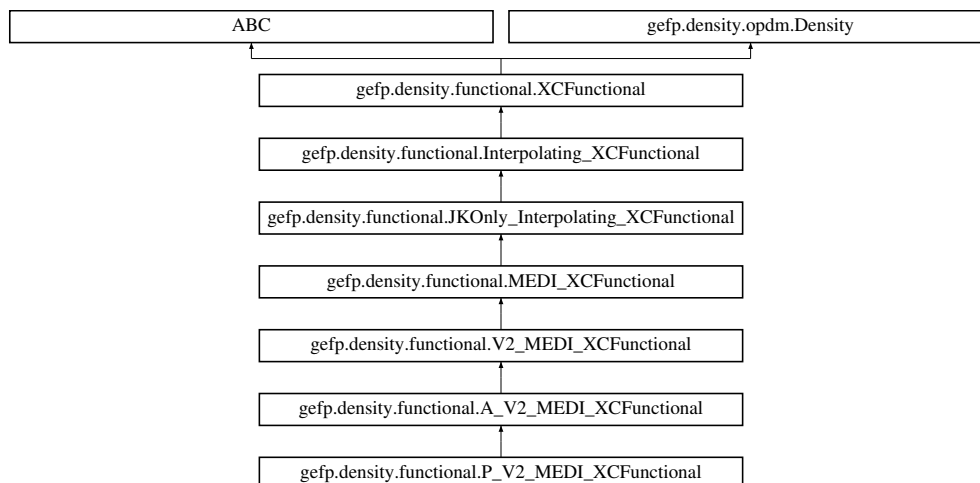 ABC
gefp.density.opdm.Density
gefp.density.functional.XCFunctional
gefp.density.functional.Interpolating_XCFunctional
gefp.density.functional.JKOnly_Interpolating_XCFunctional
gefp.density.functional.MEDI_XCFunctional
gefp.density.functional.V2_MEDI_XCFunctional
gefp.density.functional.A_V2_MEDI_XCFunctional
gefp.density.functional.P_V2_MEDI_XCFunctional